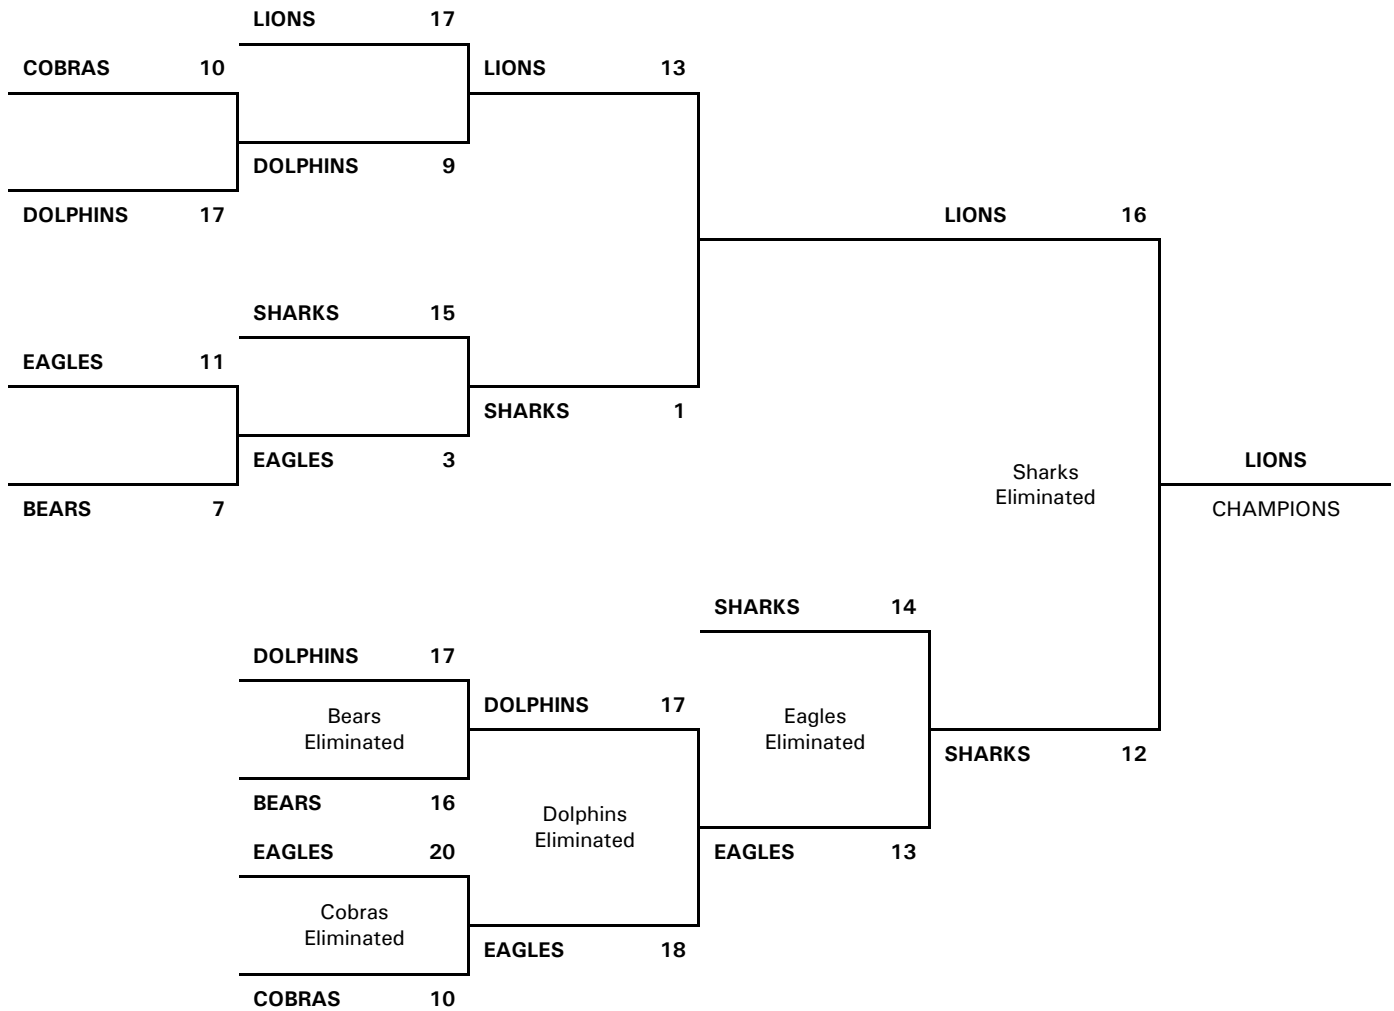 LIONS 17
COBRAS 10
LIONS 13
DOLPHINS 9
DOLPHINS 17
LIONS 16
SHARKS 15
EAGLES 11
SHARKS 1
EAGLES 3
BEARS 7
Sharks
Eliminated
LIONS
CHAMPIONS
SHARKS 14
DOLPHINS 17
Bears
Eliminated
DOLPHINS 17
Eagles
Eliminated
SHARKS 12
BEARS 16
Dolphins
Eliminated
EAGLES 20
EAGLES 13
Cobras
Eliminated
EAGLES 18
COBRAS 10